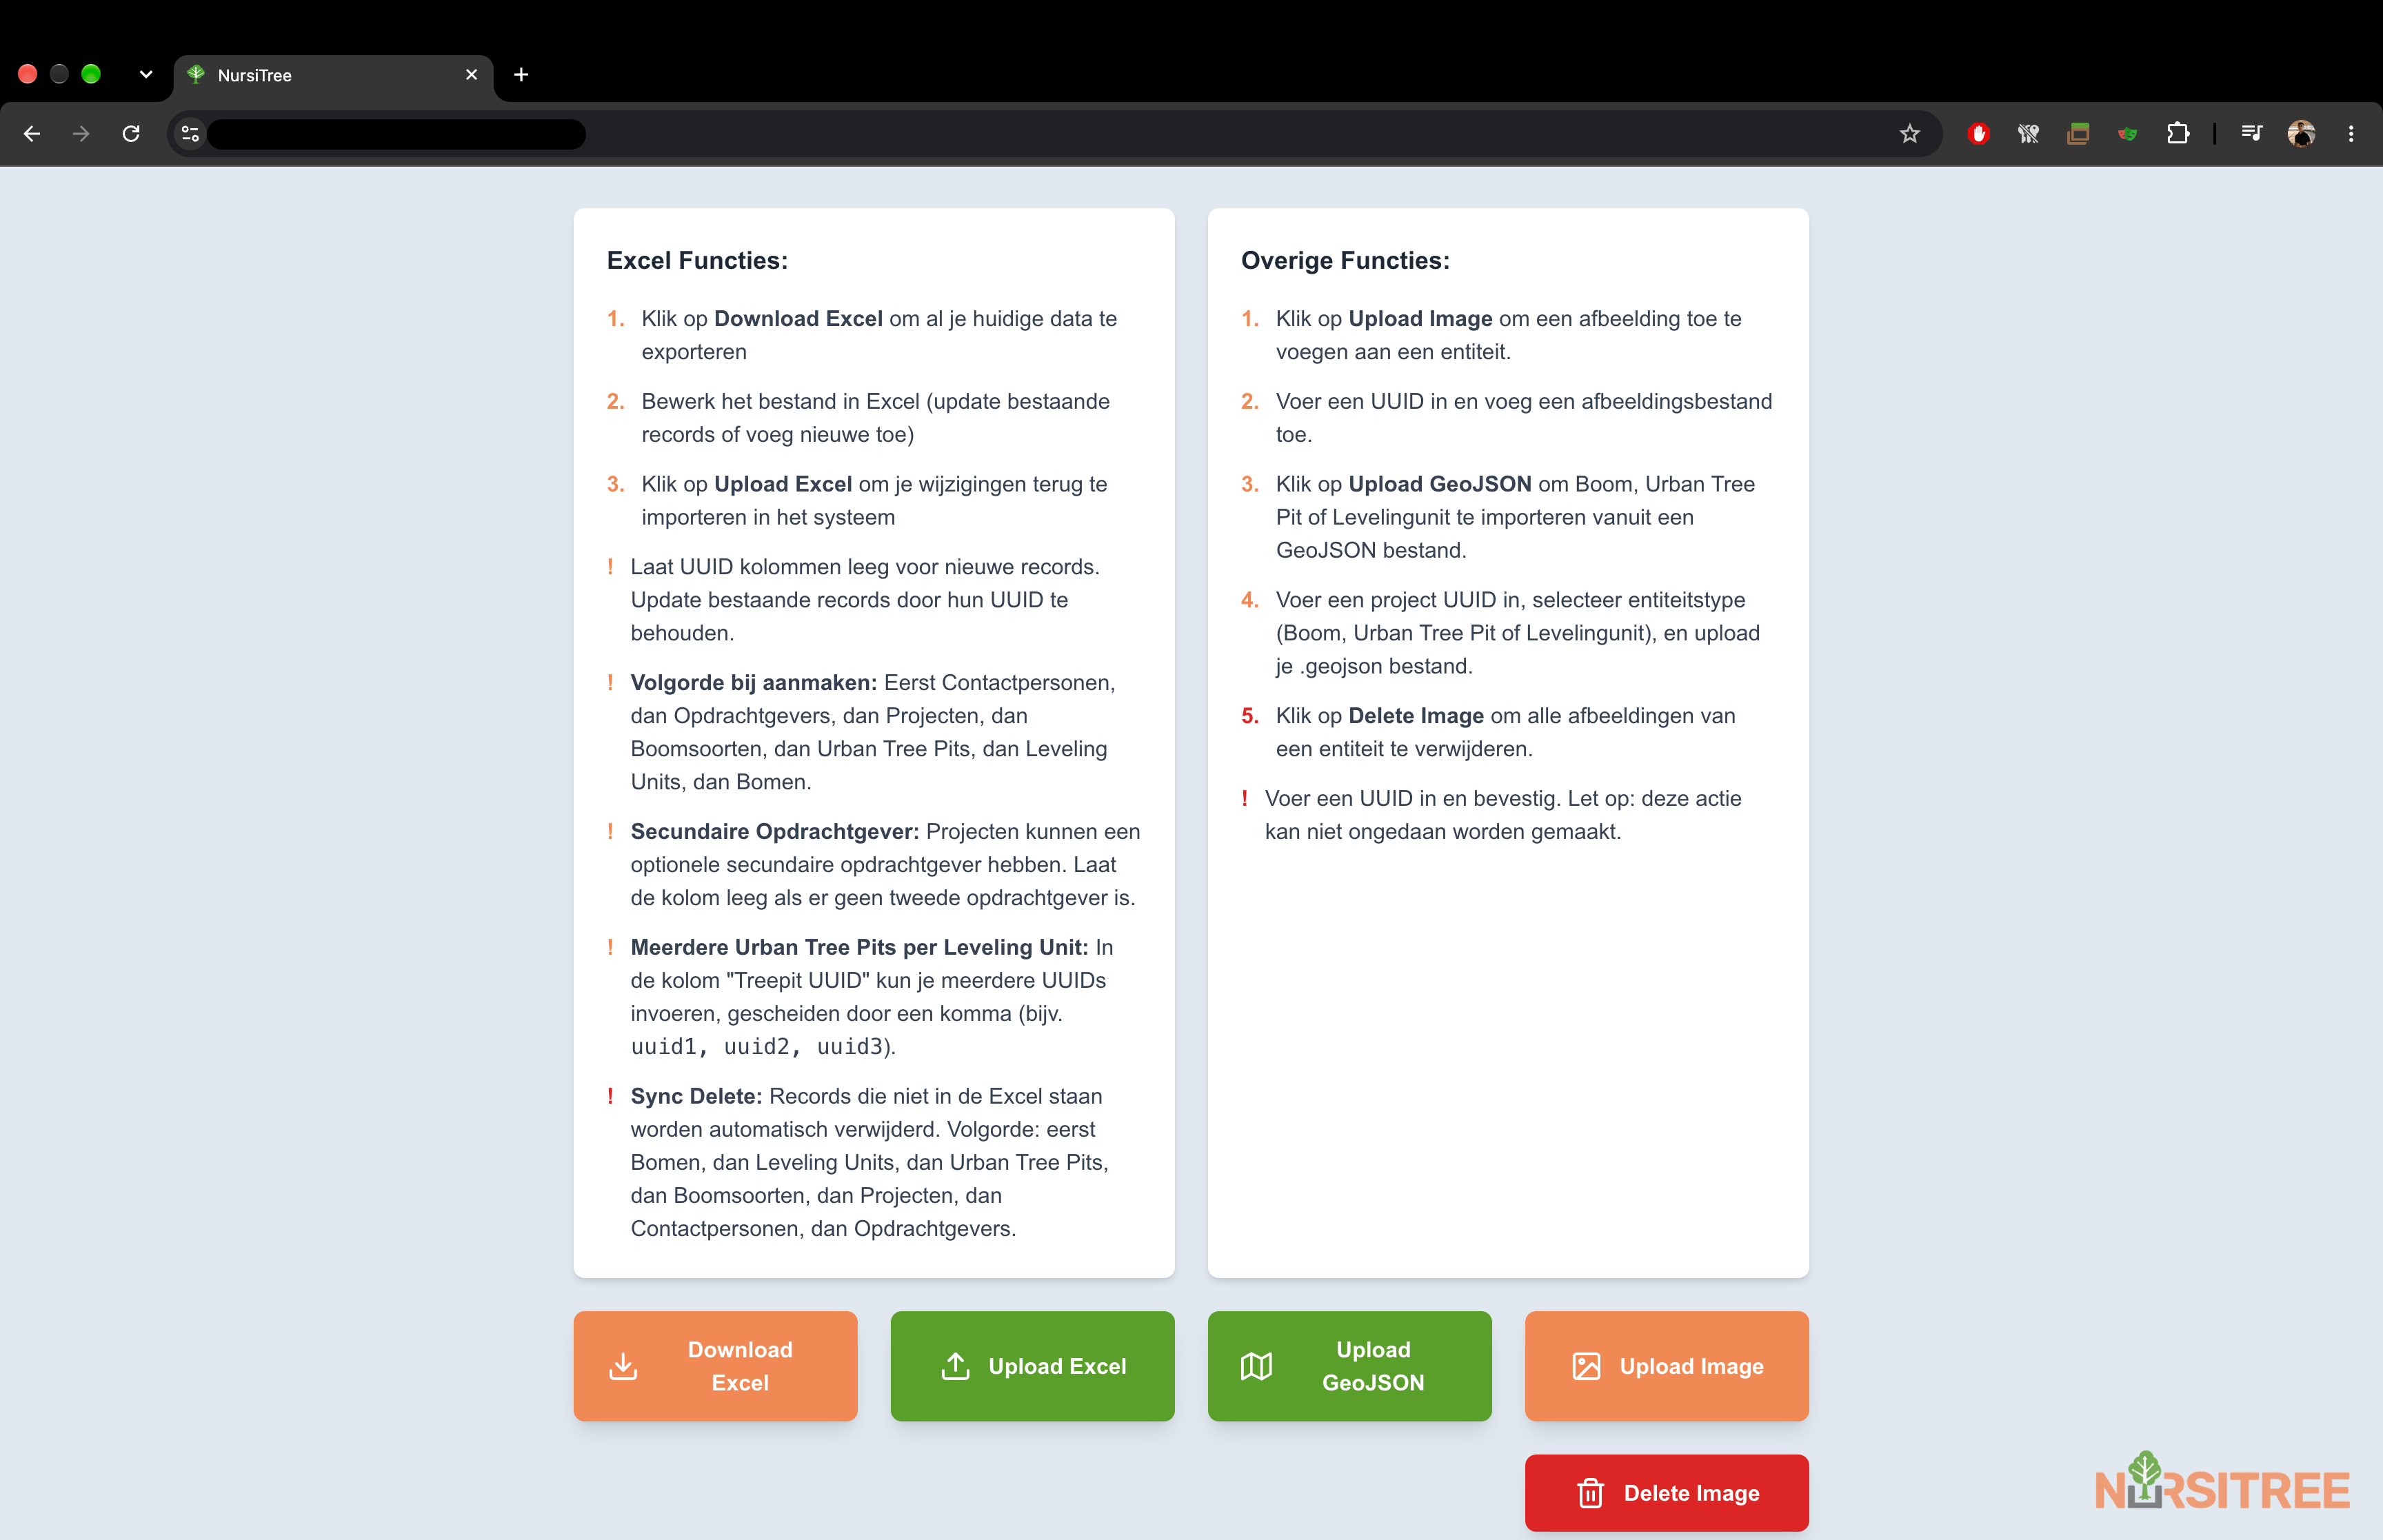 NursiTree
Excel Functies:
1. Klik op Download Excel om al je huidige data te
exporteren
2. Bewerk het bestand in Excel (update bestaande
records of voeg nieuwe toe)
3. Klik op Upload Excel om je wijzigingen terug te
importeren in het systeem
! Laat UUID kolommen leeg voor nieuwe records.
Update bestaande records door hun UUID te
behouden.
! Volgorde bij aanmaken: Eerst Contactpersonen,
dan Opdrachtgevers, dan Projecten, dan
Boomsoorten, dan Urban Tree Pits, dan Leveling
Units, dan Bomen.
! Secundaire Opdrachtgever: Projecten kunnen een
optionele secundaire opdrachtgever hebben. Laat
de kolom leeg als er geen tweede opdrachtgever is.
! Meerdere Urban Tree Pits per Leveling Unit: In
de kolom "Treepit UUID" kun je meerdere UUIDs
invoeren, gescheiden door een komma (bijv.
uuid1, uuid2, uuid3).
! Sync Delete: Records die niet in de Excel staan
worden automatisch verwijderd. Volgorde: eerst
Bomen, dan Leveling Units, dan Urban Tree Pits,
dan Boomsoorten, dan Projecten, dan
Contactpersonen, dan Opdrachtgevers.
Overige Functies:
1. Klik op Upload Image om een afbeelding toe te
voegen aan een entiteit.
2. Voer een UUID in en voeg een afbeeldingsbestand
toe.
3. Klik op Upload GeoJSON om Boom, Urban Tree
Pit of Levelingunit te importeren vanuit een
GeoJSON bestand.
4. Voer een project UUID in, selecteer entiteitstype
(Boom, Urban Tree Pit of Levelingunit), en upload
je .geojson bestand.
5. Klik op Delete Image om alle afbeeldingen van
een entiteit te verwijderen.
! Voer een UUID in en bevestig. Let op: deze actie
kan niet ongedaan worden gemaakt.
Download
Excel
Upload Excel
Upload
GeoJSON
Upload Image
Delete Image
NURSITREE